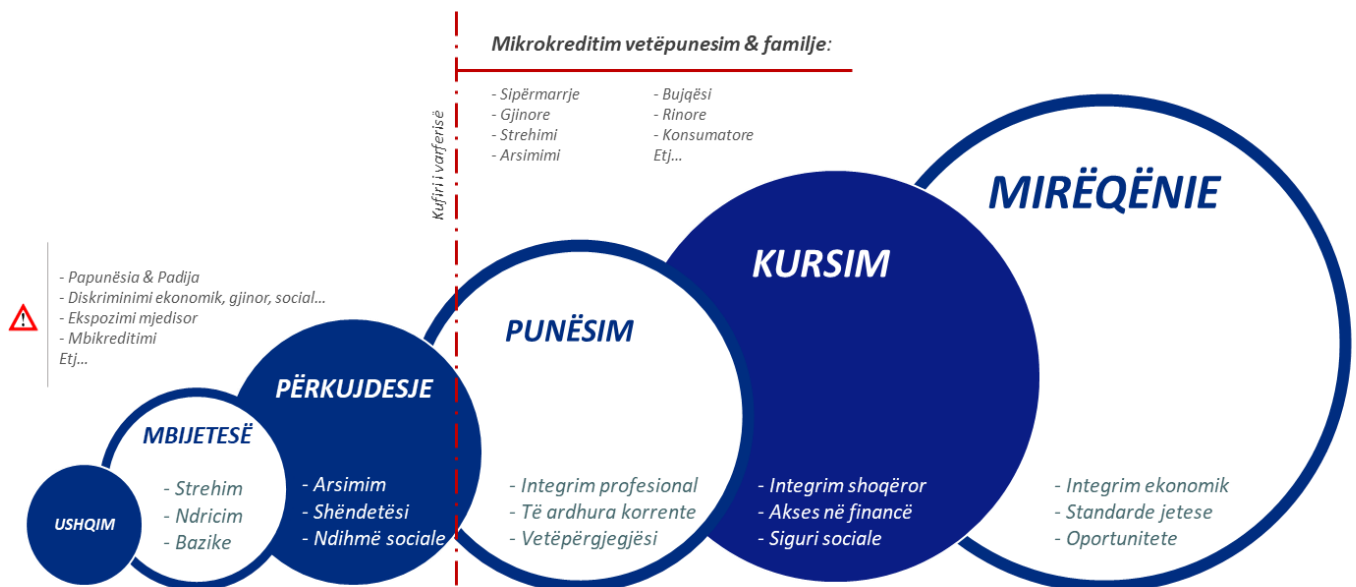 Mikrokreditim vetëpunesim & familje:
- Sipërmarrje
- Gjinore
- Strehimi
- Arsimimi
- Bujqësi
- Rinore
- Konsumatore
Etj...
Kufiri i varferisë
- Papunësia & Padija
- Diskriminimi ekonomik, gjinor, social...
- Ekspozimi mjedisor
- Mbikreditimi
Etj...
USHQIM
MBIJETESË
- Strehim
- Ndricim
- Bazike
PËRKUJDESJE
- Arsimim
- Shëndetësi
- Ndihmë sociale
PUNËSIM
- Integrim profesional
- Të ardhura korrente
- Vetëpërgjegjësi
KURSIM
- Integrim shoqëror
- Akses në financë
- Siguri sociale
MIRËQËNIE
- Integrim ekonomik
- Standarde jetese
- Oportunitete